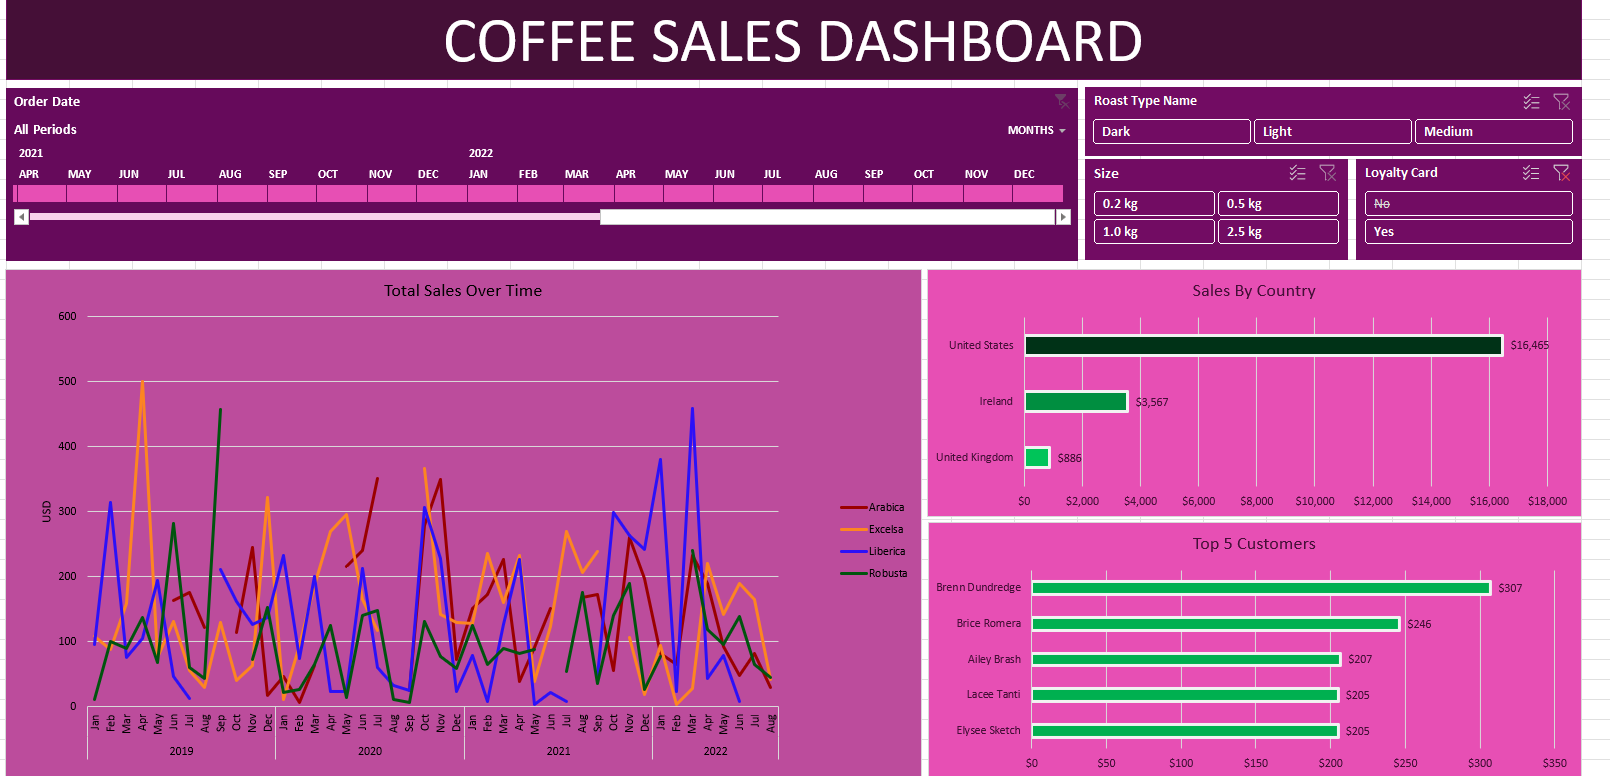 COFFEE SALES DASHBOARD
Order Date
All Periods
MONTHS
2021 2022
APR MAY JUN JUL AUG SEP OCT NOV DEC JAN FEB MAR APR MAY JUN JUL AUG SEP OCT NOV DEC
Roast Type Name
Dark Light Medium
Size
0.2 kg 0.5 kg
1.0 kg 2.5 kg
Loyalty Card
No
Yes
Total Sales Over Time
600
500
400
300
200
100
0
USD
Jan Feb Mar Apr May Jun Jul Aug Sep Oct Nov Dec Jan Feb Mar Apr May Jun Jul Aug Sep Oct Nov Dec Jan Feb Mar Apr May Jun Jul Aug Sep Oct Nov Dec Jan Feb Mar Apr May Jun Jul Aug
2019 2020 2021 2022
Arabica
Excelsa
Liberica
Robusta
Sales By Country
United States $16,465
Ireland $3,567
United Kingdom $886
$0 $2,000 $4,000 $6,000 $8,000 $10,000 $12,000 $14,000 $16,000 $18,000
Top 5 Customers
Brenn Dundredge $307
Brice Romera $246
Ailey Brash $207
Lacee Tanti $205
Elysee Sketch $205
$0 $50 $100 $150 $200 $250 $300 $350